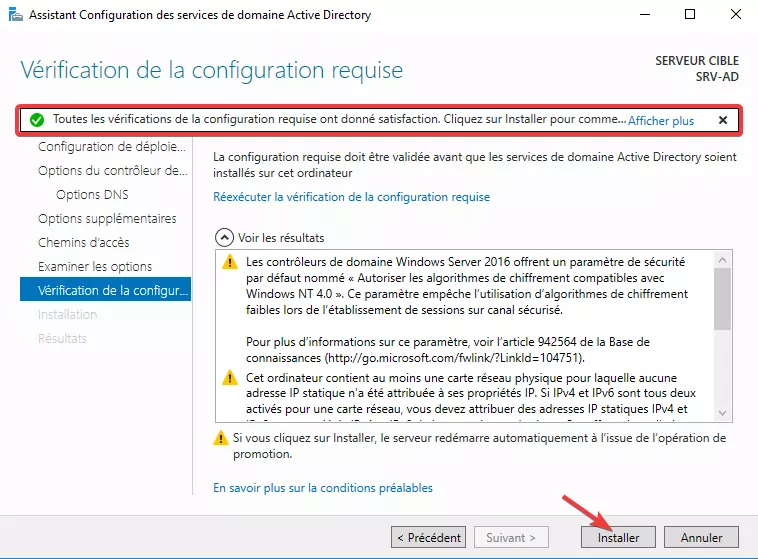 Assistant Configuration des services de domaine Active Directory
Vérification de la configuration requise
SERVEUR CIBLE
SRV-AD
Toutes les vérifications de la configuration requise ont donné satisfaction. Cliquez sur Installer pour comme... Afficher plus
Configuration de déploie...
Options du contrôleur de...
Options DNS
Options supplémentaires
Chemins d'accès
Examiner les options
Vérification de la configur...
Installation
Résultats
La configuration requise doit être validée avant que les services de domaine Active Directory soient
installés sur cet ordinateur
Réexécuter la vérification de la configuration requise
Voir les résultats
Les contrôleurs de domaine Windows Server 2016 offrent un paramètre de sécurité
par défaut nommé « Autoriser les algorithmes de chiffrement compatibles avec
Windows NT 4.0 ». Ce paramètre empêche l'utilisation d'algorithmes de chiffrement
faibles lors de l'établissement de sessions sur canal sécurisé.
Pour plus d'informations sur ce paramètre, voir l'article 942564 de la Base de
connaissances (http://go.microsoft.com/fwlink/?LinkId=104751).
Cet ordinateur contient au moins une carte réseau physique pour laquelle aucune
adresse IP statique n'a été attribuée à ses propriétés IP. Si IPv4 et IPv6 sont tous deux
activés pour une carte réseau, vous devez attribuer des adresses IP statiques IPv4 et
Si vous cliquez sur Installer, le serveur redémarre automatiquement à l'issue de l'opération de
promotion.
En savoir plus sur la conditions préalables
< Précédent
Suivant >
Installer
Annuler